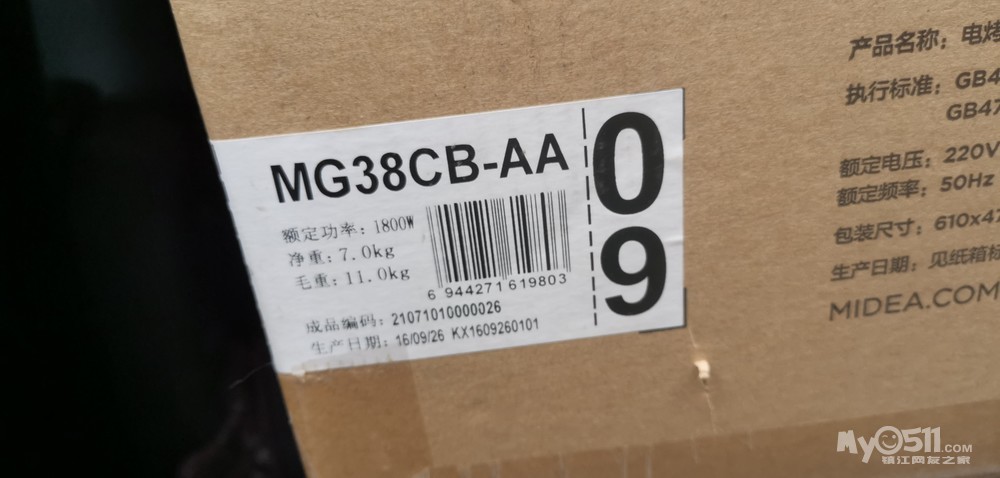 MG38CB-AA
额定功率: 1800W
净重: 7.0kg
毛重: 11.0kg
6 944271 619803
成品编码: 21071010000026
生产日期: 16/09/26 KX1609260101
09
产品名称: 电烤
执行标准: GB4
GB47
额定电压: 220V
额定频率: 50Hz
包装尺寸: 610x47
生产日期: 见纸箱标
MIDEA.COM
MY0511.COM
镇江网友之家